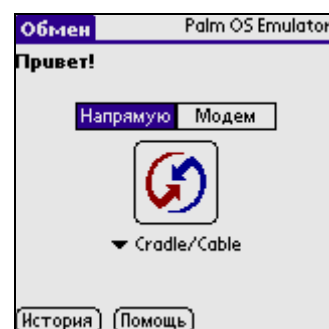 Обмен Palm OS Emulator
Привет!
Напрямую Модем
Cradle/Cable
История Помощь